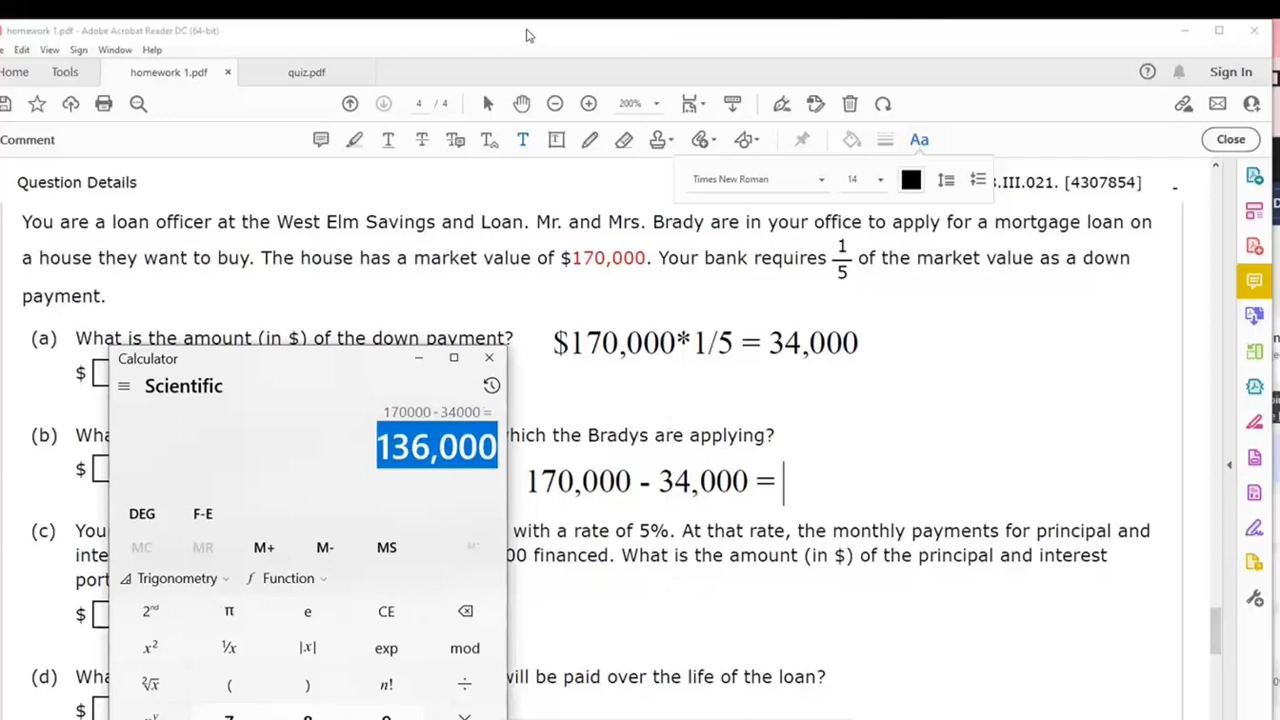 homework 1.pdf - Adobe Acrobat Reader DC (64-bit)
Edit View Sign Window Help
Home Tools homework 1.pdf × quiz.pdf Sign In
4 / 4 200%
Comment Aa Close
Times New Roman 14
Question Details .III.021. [4307854] -
You are a loan officer at the West Elm Savings and Loan. Mr. and Mrs. Brady are in your office to apply for a mortgage loan on
a house they want to buy. The house has a market value of $170,000. Your bank requires 1/5 of the market value as a down
payment.
(a) What is the amount (in $) of the down payment? $170,000*1/5 = 34,000
$
Calculator
Scientific
170000 - 34000 =
136,000
(b) which the Bradys are applying?
$ 170,000 - 34,000 =
DEG F-E
(c) with a rate of 5%. At that rate, the monthly payments for principal and
MC MR M+ M- MS
financed. What is the amount (in $) of the principal and interest
Trigonometry Function
$
2nd π e CE
x² ¹/x |x| exp mod
(d) will be paid over the life of the loan?
²√x ( ) n! ÷
$